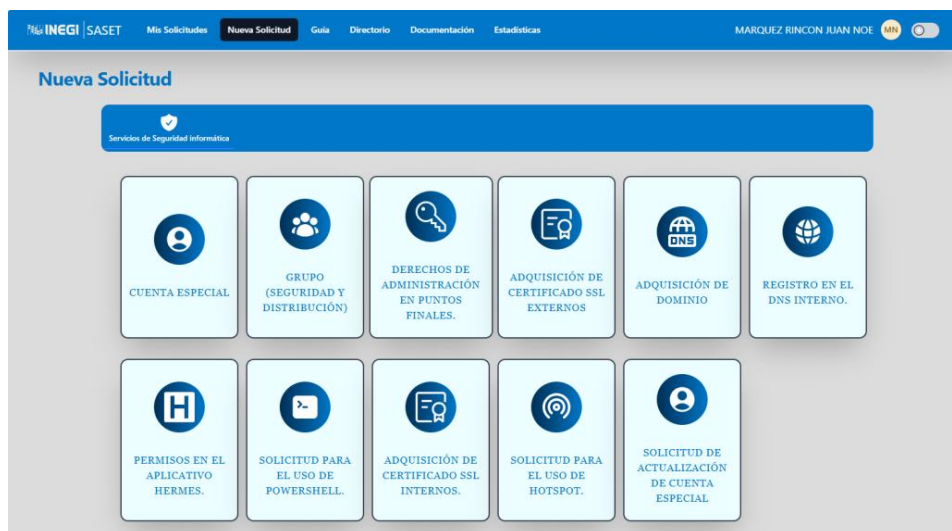 INEGI SASET Mis Solicitudes Nueva Solicitud Guía Directorio Documentación Estadísticas MARQUEZ RINCON JUAN NOE MN
Nueva Solicitud
Servicios de Seguridad informática
CUENTA ESPECIAL
GRUPO
(SEGURIDAD Y
DISTRIBUCIÓN)
DERECHOS DE
ADMINISTRACIÓN
EN PUNTOS
FINALES.
ADQUISICIÓN DE
CERTIFICADO SSL
EXTERNOS
DNS
ADQUISICIÓN DE
DOMINIO
REGISTRO EN EL
DNS INTERNO.
H
PERMISOS EN EL
APLICATIVO
HERMES.
SOLICITUD PARA
EL USO DE
POWERSHELL.
ADQUISICIÓN DE
CERTIFICADO SSL
INTERNOS.
SOLICITUD PARA
EL USO DE
HOTSPOT.
SOLICITUD DE
ACTUALIZACIÓN
DE CUENTA
ESPECIAL